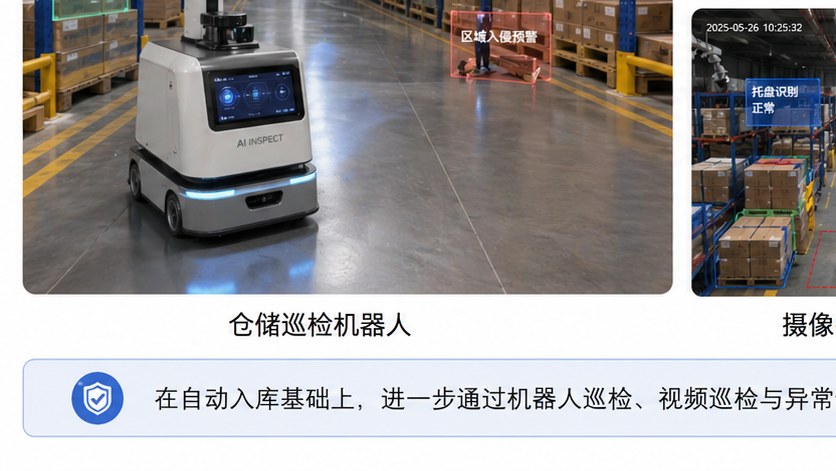 区域入侵预警
2025-05-26 10:25:32
托盘识别
正常
AI INSPECT
仓储巡检机器人
摄像
在自动入库基础上，进一步通过机器人巡检、视频巡检与异常